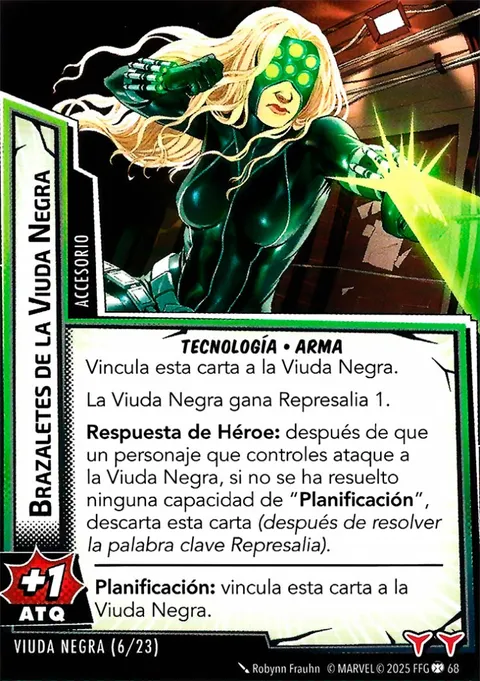 BRAZALETES DE LA VIUDA NEGRA
ACCESORIO
TECNOLOGÍA • ARMA
Vincula esta carta a la Viuda Negra.
La Viuda Negra gana Represalia 1.
Respuesta de Héroe: después de que
un personaje que controles ataque a
la Viuda Negra, si no se ha resuelto
ninguna capacidad de “Planificación”,
descarta esta carta (después de resolver
la palabra clave Represalia).
Planificación: vincula esta carta a la
Viuda Negra.
+1
ATQ
VIUDA NEGRA (6/23)
Robynn Frauhn © MARVEL © 2025 FFG 68